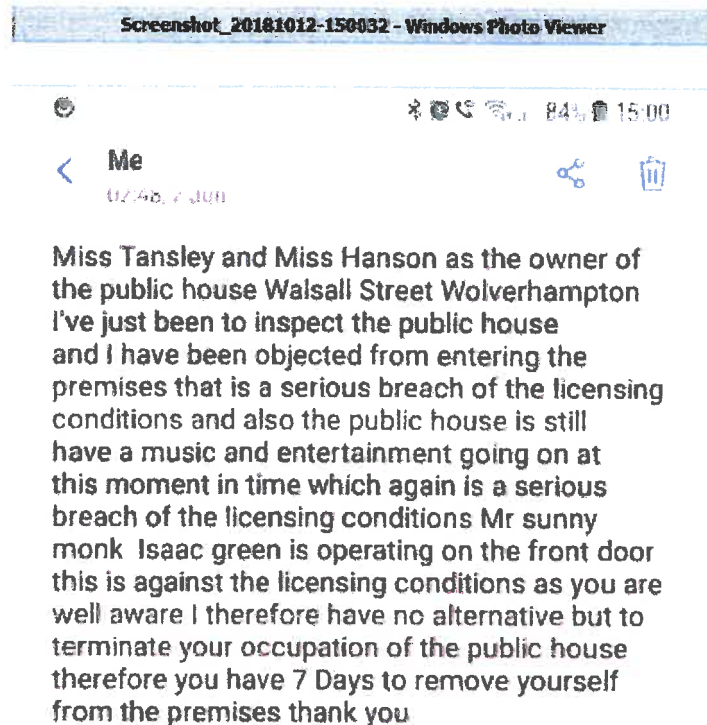 Screenshot_20181012-150032 - Windows Photo Viewer
84% 15:00
Me
02:48, 2 Jun
Miss Tansley and Miss Hanson as the owner of
the public house Walsall Street Wolverhampton
I've just been to inspect the public house
and I have been objected from entering the
premises that is a serious breach of the licensing
conditions and also the public house is still
have a music and entertainment going on at
this moment in time which again is a serious
breach of the licensing conditions Mr sunny
monk Isaac green is operating on the front door
this is against the licensing conditions as you are
well aware I therefore have no alternative but to
terminate your occupation of the public house
therefore you have 7 Days to remove yourself
from the premises thank you